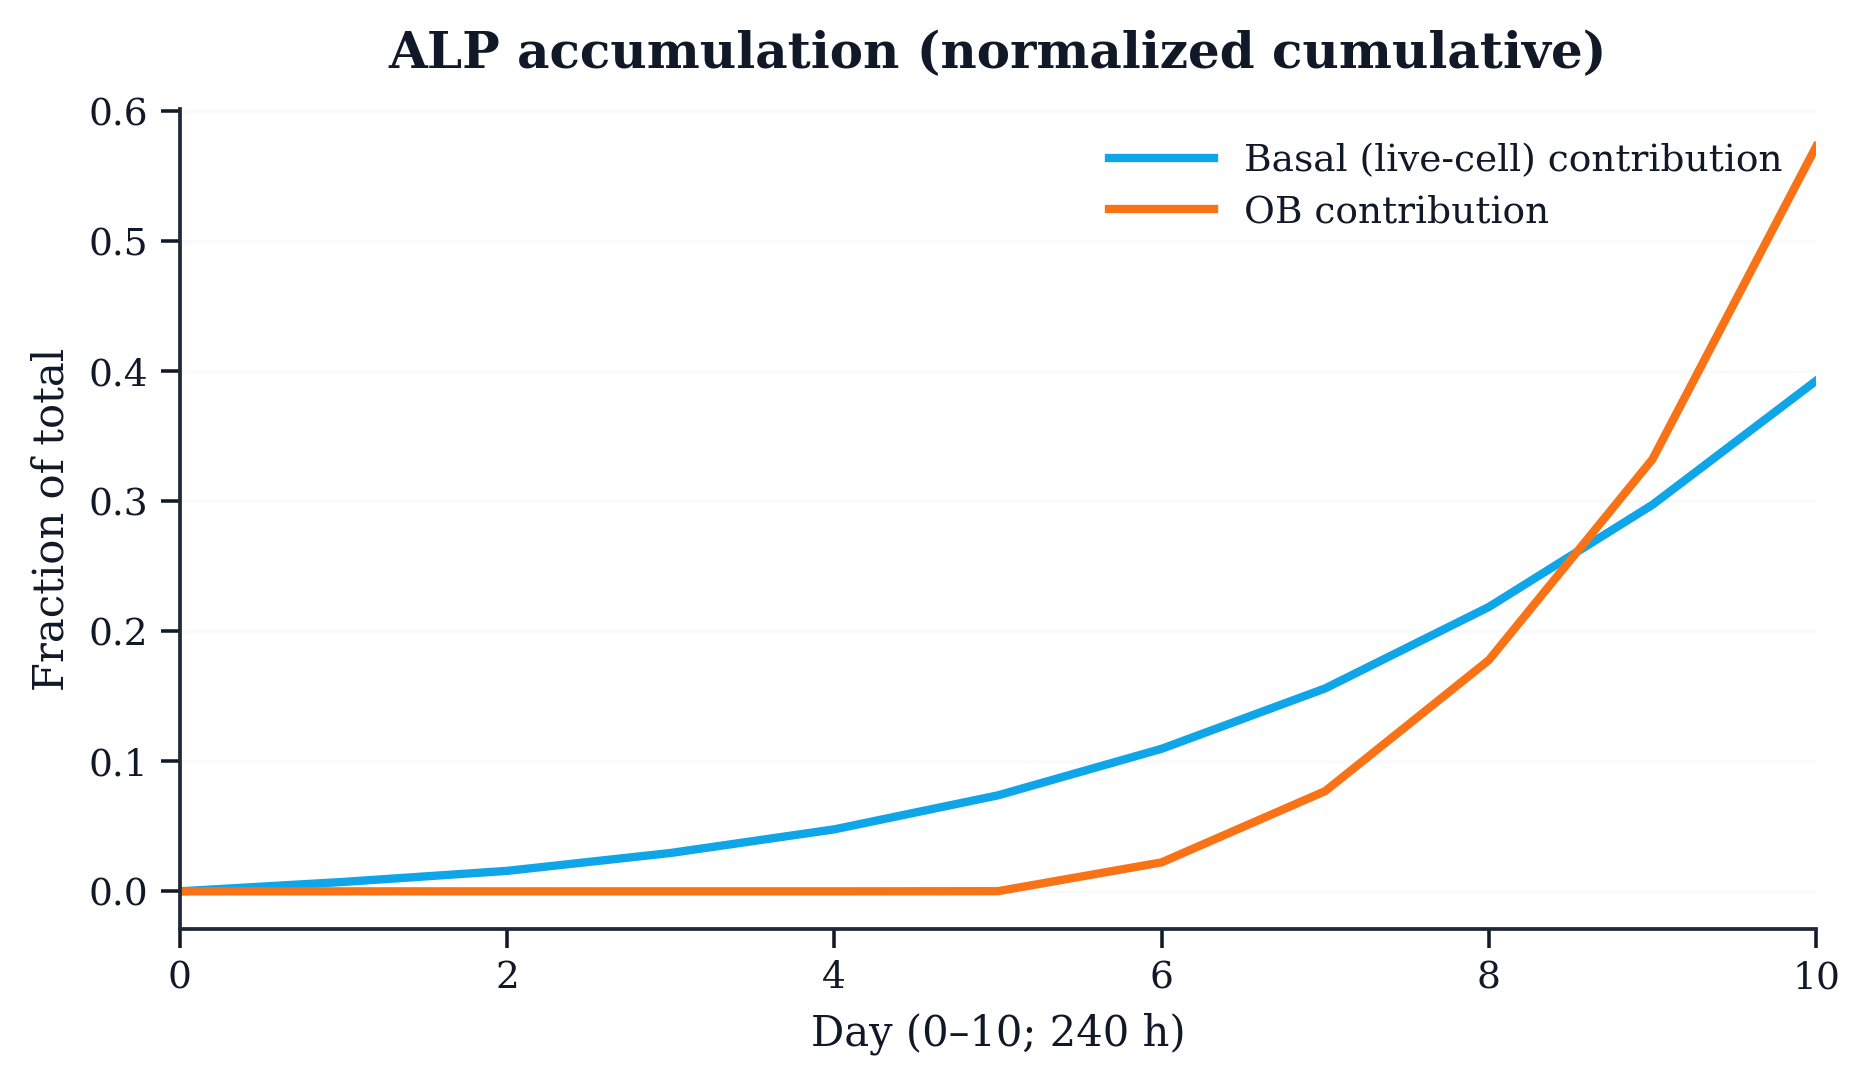 ALP accumulation (normalized cumulative)
Basal (live-cell) contribution
OB contribution
Fraction of total
0.6
0.5
0.4
0.3
0.2
0.1
0.0
0 2 4 6 8 10
Day (0–10; 240 h)